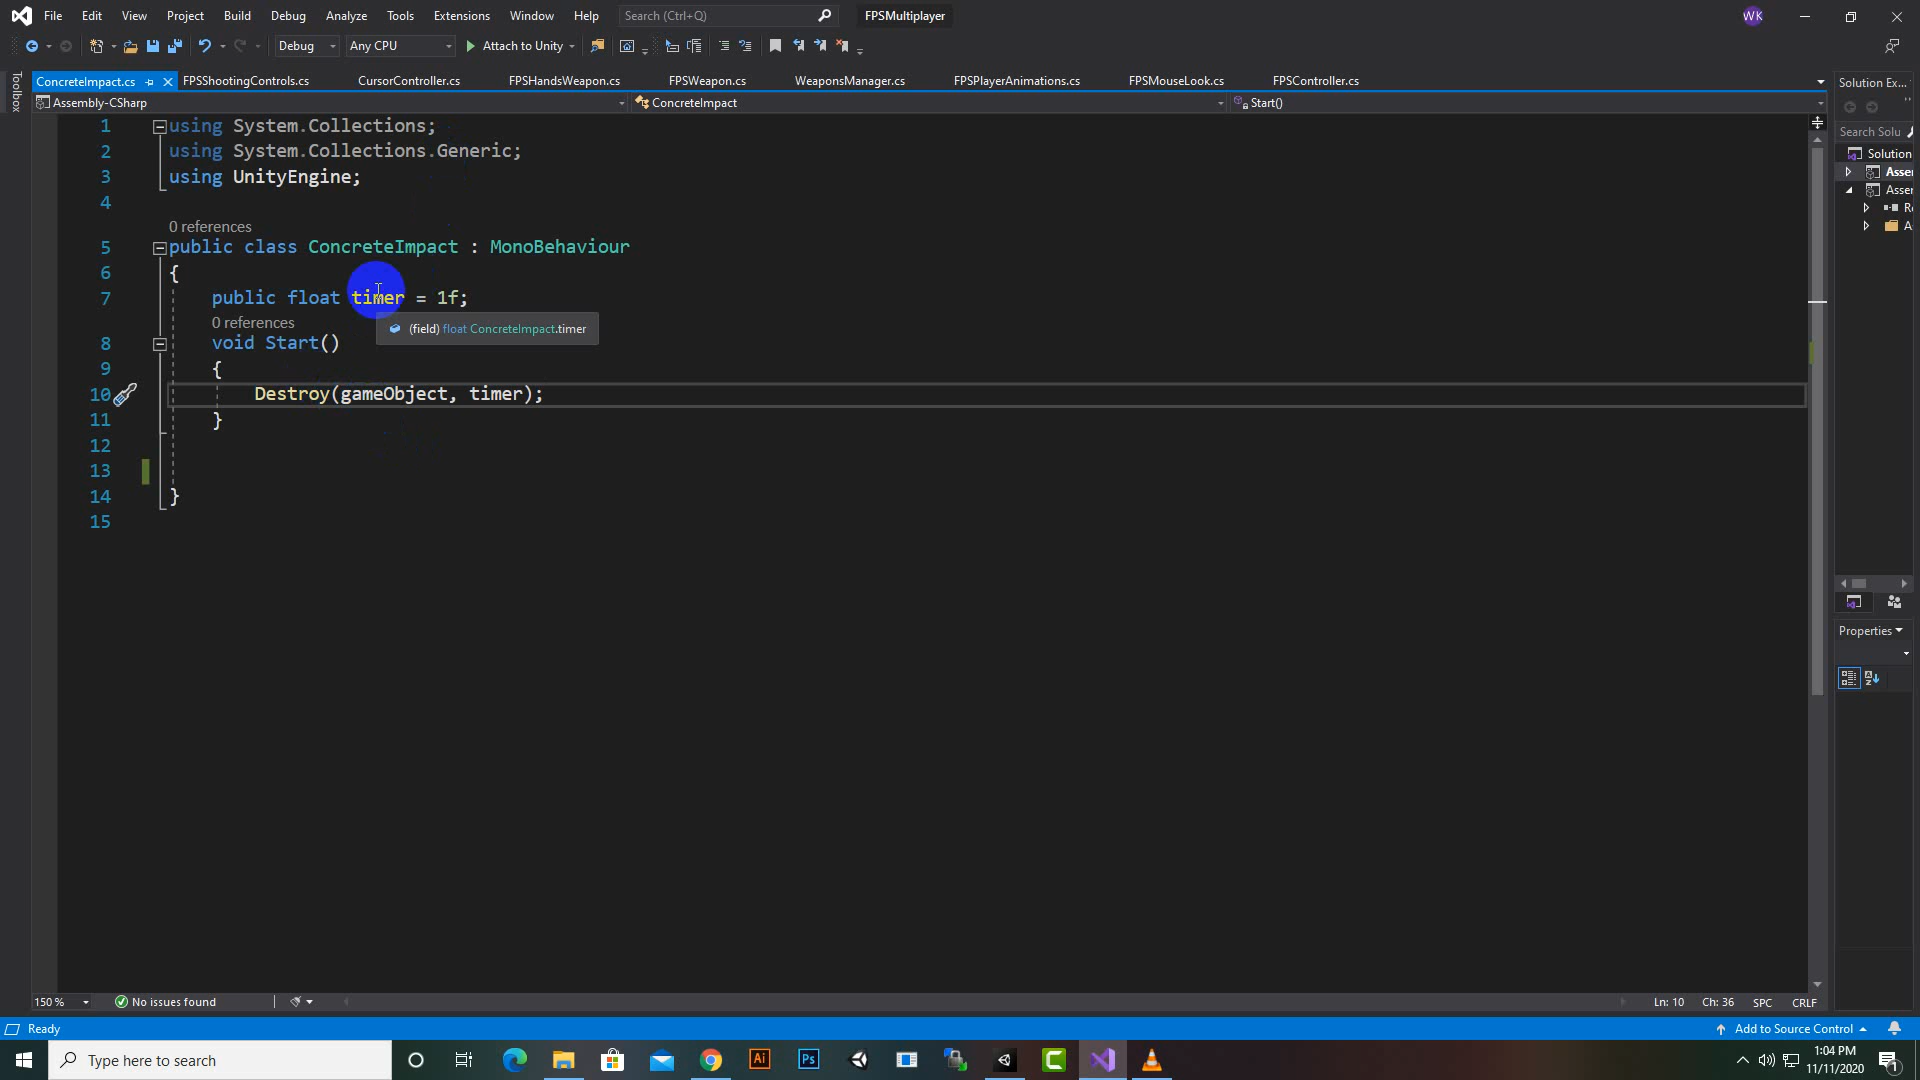 File Edit View Project Build Debug Analyze Tools Extensions Window Help Search (Ctrl+Q) FPSMultiplayer WK
Debug Any CPU Attach to Unity
ConcreteImpact.cs FPSShootingControls.cs CursorController.cs FPSHandsWeapon.cs FPSWeapon.cs WeaponsManager.cs FPSPlayerAnimations.cs FPSMouseLook.cs FPSController.cs
Assembly-CSharp ConcreteImpact Start()
Toolbox
1 using System.Collections;
2 using System.Collections.Generic;
3 using UnityEngine;
4
0 references
5 public class ConcreteImpact : MonoBehaviour
6 {
7 public float timer = 1f;
0 references
(field) float ConcreteImpact.timer
8 void Start()
9 {
10 Destroy(gameObject, timer);
11 }
12
13
14 }
15
Solution Ex...
Search Solu
Solution
Asse
Asse
R
A
Properties
150 % No issues found Ln: 10 Ch: 36 SPC CRLF
Ready Add to Source Control
Type here to search
Ai Ps
1:04 PM
11/11/2020
1